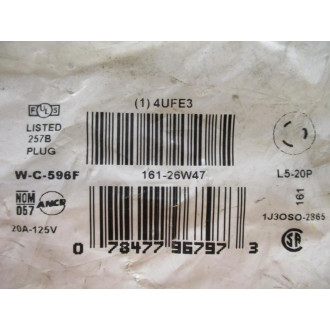 (1) 4UFE3
UL
LISTED
257B
PLUG
W-C-596F
161-26W47
L5-20P
NOM
057
ANCE
161
1J3OSO-2865
20A-125V
0 78477 96797 3